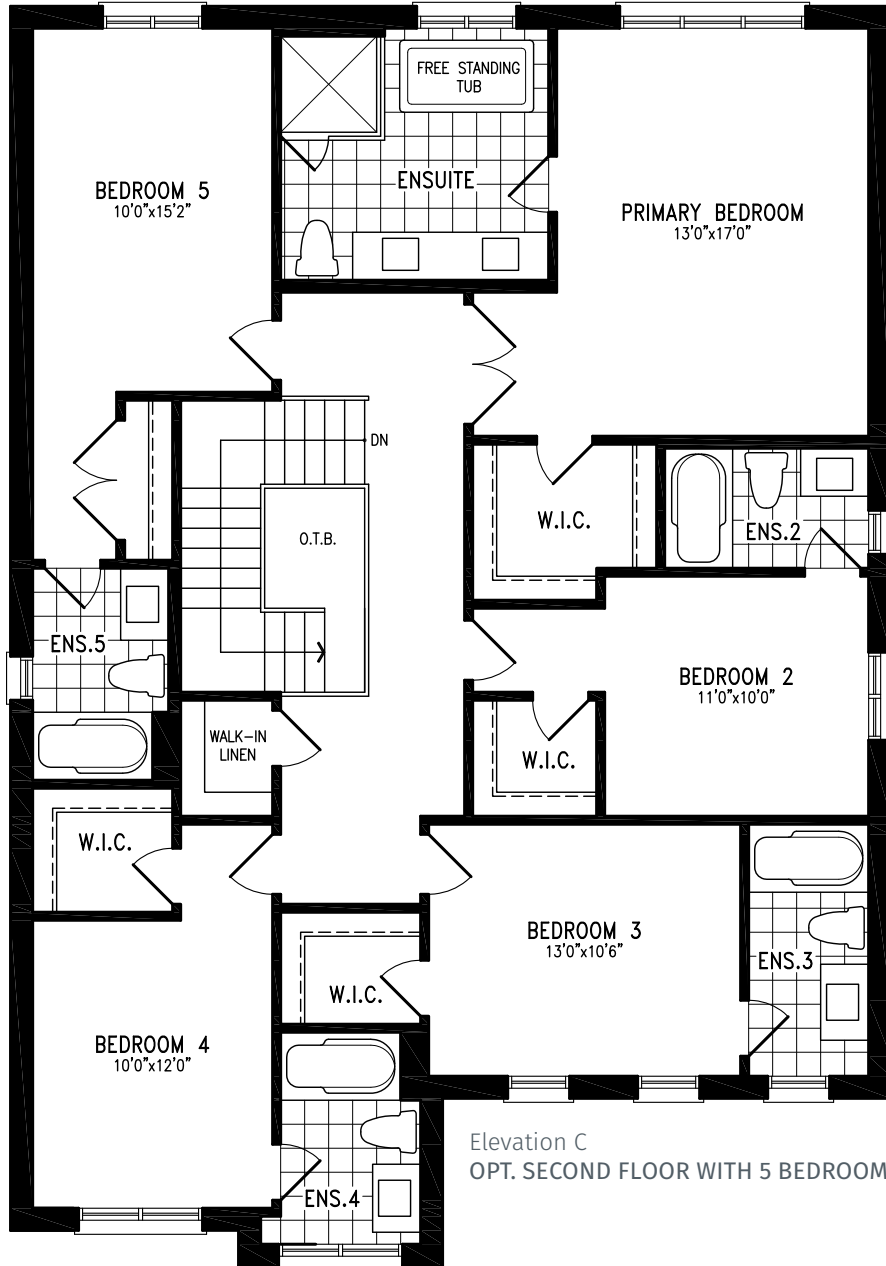 FREE STANDING
TUB
ENSUITE
BEDROOM 5
10'0"x15'2"
PRIMARY BEDROOM
13'0"x17'0"
DN
W.I.C.
ENS.2
O.T.B.
ENS.5
BEDROOM 2
11'0"x10'0"
WALK-IN
LINEN
W.I.C.
W.I.C.
BEDROOM 3
13'0"x10'6"
ENS.3
W.I.C.
BEDROOM 4
10'0"x12'0"
ENS.4
Elevation C
OPT. SECOND FLOOR WITH 5 BEDROOM